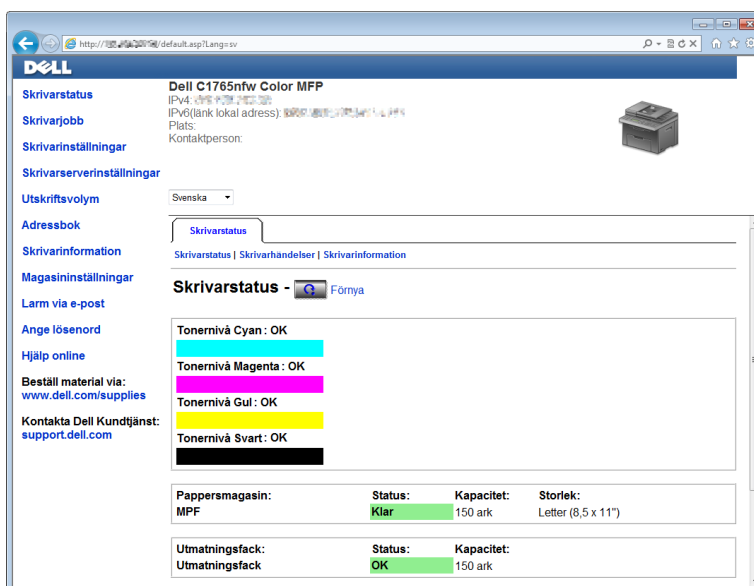 http:// /default.asp?Lang=sv
DELL
Dell C1765nfw Color MFP
IPv4:
IPv6(länk lokal adress):
Plats:
Kontaktperson:
Skrivarstatus
Skrivarjobb
Skrivarinställningar
Skrivarserverinställningar
Utskriftsvolym
Adressbok
Skrivarinformation
Magasininställningar
Larm via e-post
Ange lösenord
Hjälp online
Beställ material via:
www.dell.com/supplies
Kontakta Dell Kundtjänst:
support.dell.com
Svenska
Skrivarstatus
Skrivarstatus | Skrivarhändelser | Skrivarinformation
Skrivarstatus - Förnya
Tonernivå Cyan : OK
Tonernivå Magenta : OK
Tonernivå Gul : OK
Tonernivå Svart : OK
Pappersmagasin: Status: Kapacitet: Storlek:
MPF Klar 150 ark Letter (8,5 x 11")
Utmatningsfack: Status: Kapacitet:
Utmatningsfack OK 150 ark